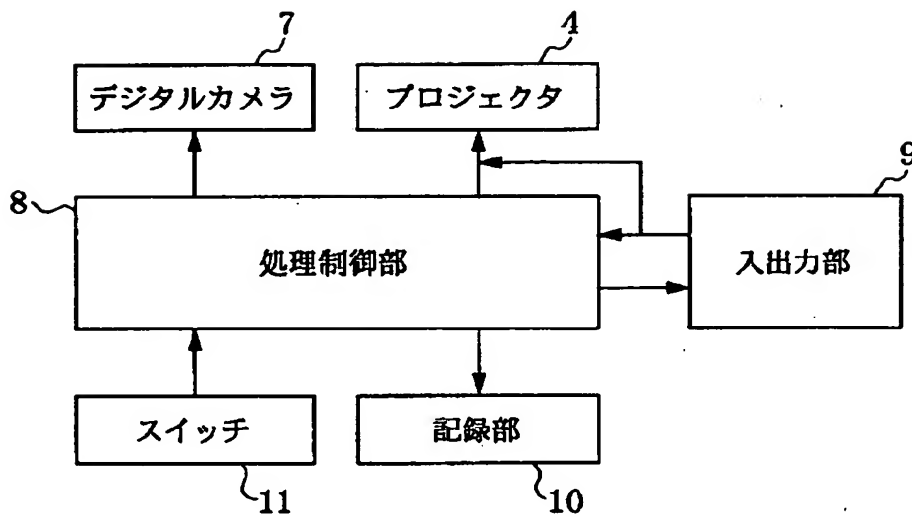 7
4
デジタルカメラ
プロジェクタ
9
8
処理制御部
入出力部
スイッチ
記録部
11
10